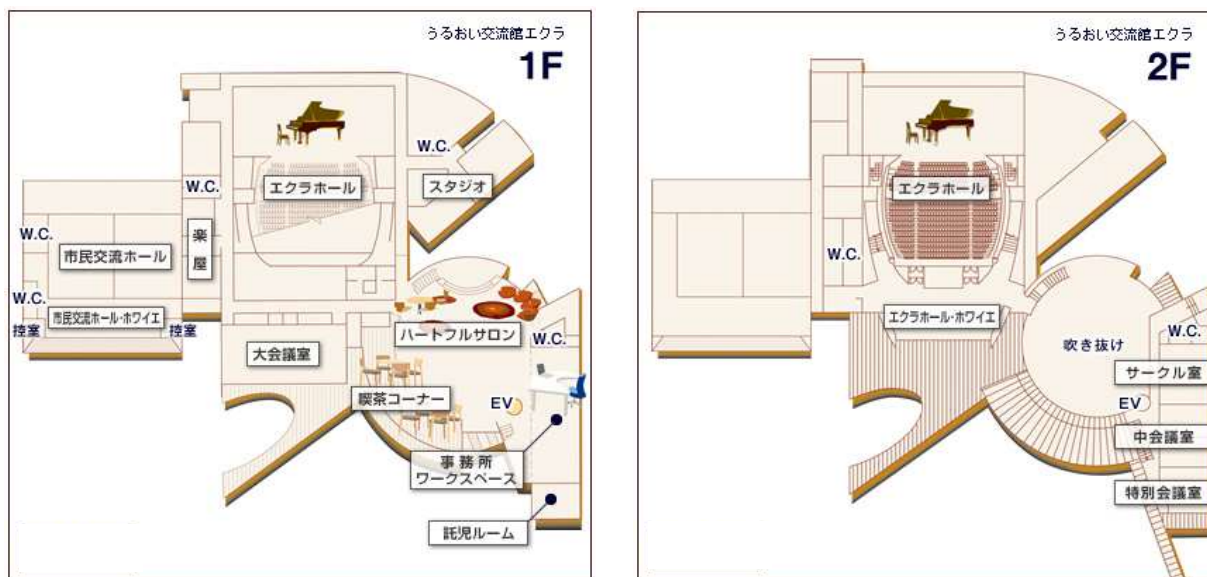 うるおい交流館エクラ
1F
W.C.
W.C.
エクラホール
スタジオ
W.C.
楽屋
市民交流ホール
W.C.
市民交流ホール・ホワイエ
控室
控室
ハートフルサロン
W.C.
大会議室
喫茶コーナー
EV
事務所
ワークスペース
託児ルーム
うるおい交流館エクラ
2F
エクラホール
W.C.
エクラホール・ホワイエ
吹き抜け
W.C.
サークル室
EV
中会議室
特別会議室